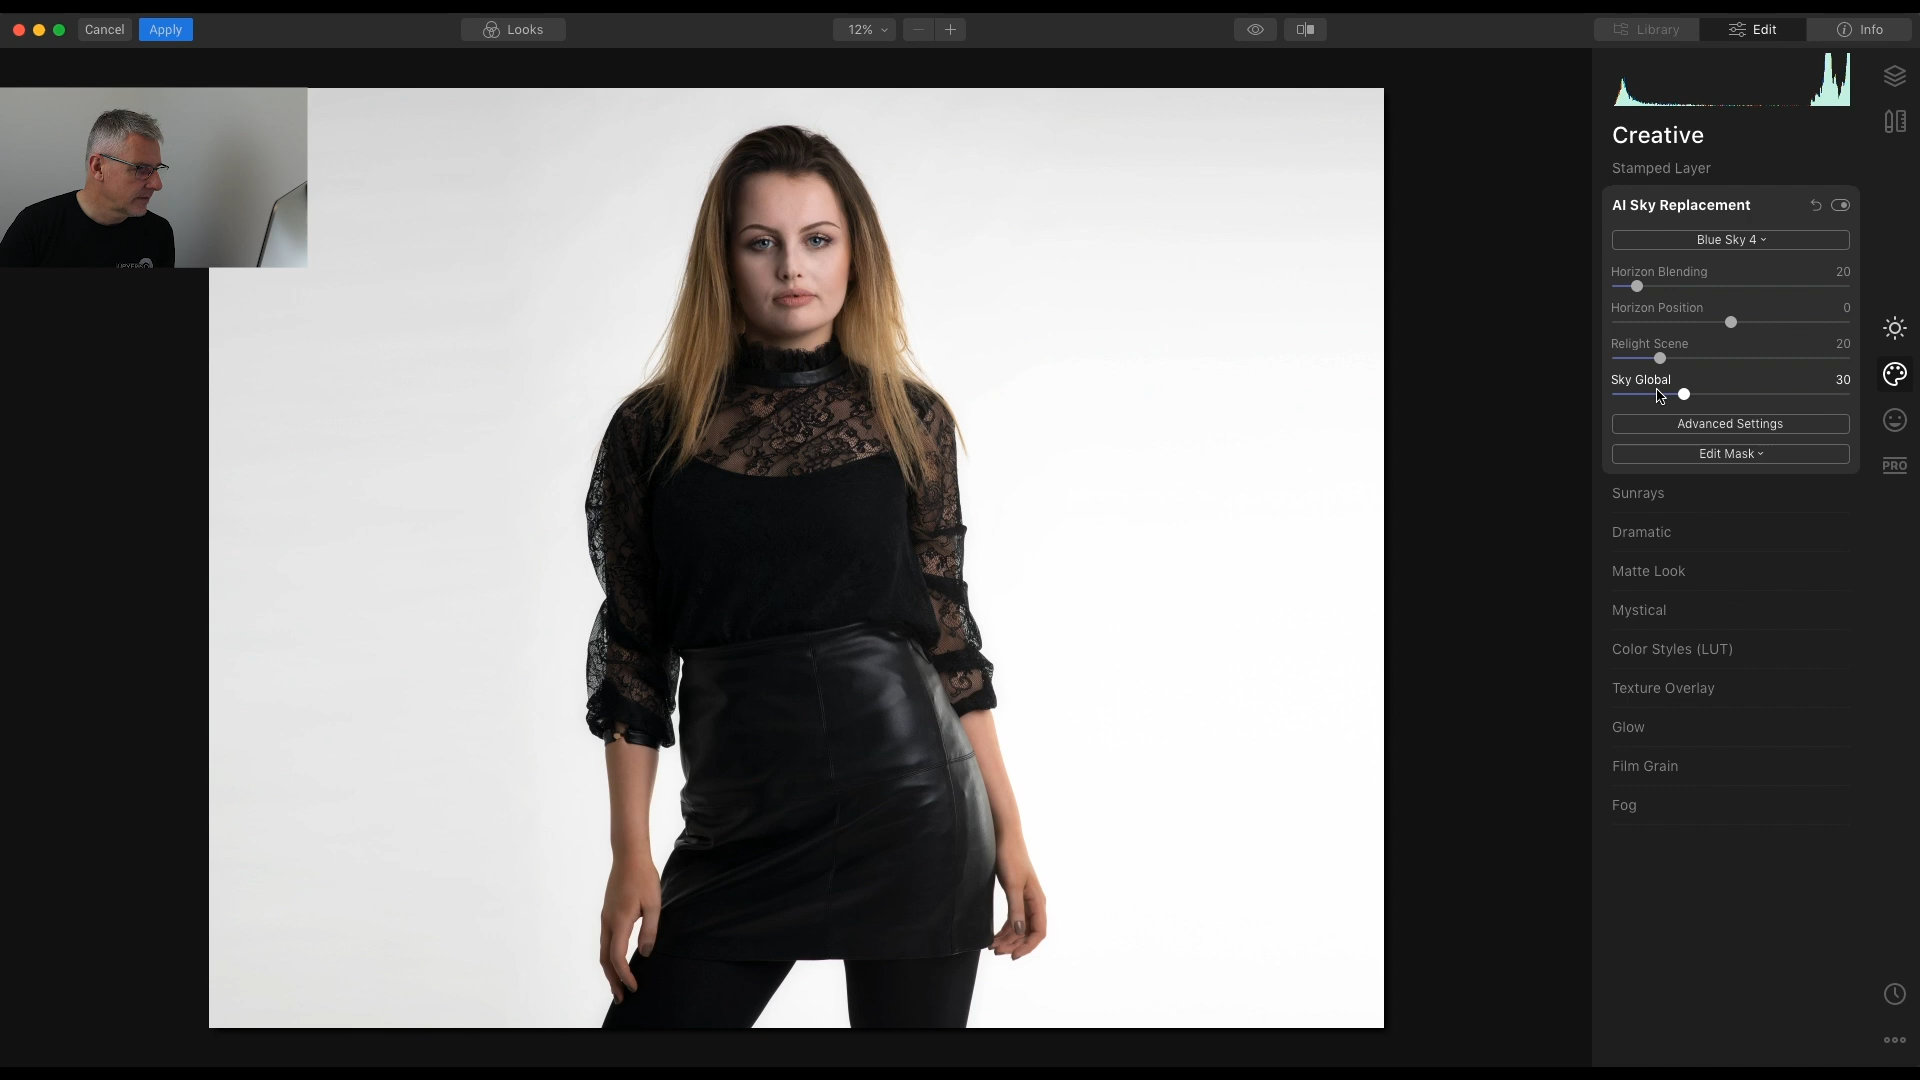 Cancel
Apply
Looks
12%
Library
Edit
Info
Creative
Stamped Layer
AI Sky Replacement
Blue Sky 4
Horizon Blending 20
Horizon Position 0
Relight Scene 20
Sky Global 30
Advanced Settings
Edit Mask
PRO
Sunrays
Dramatic
Matte Look
Mystical
Color Styles (LUT)
Texture Overlay
Glow
Film Grain
Fog